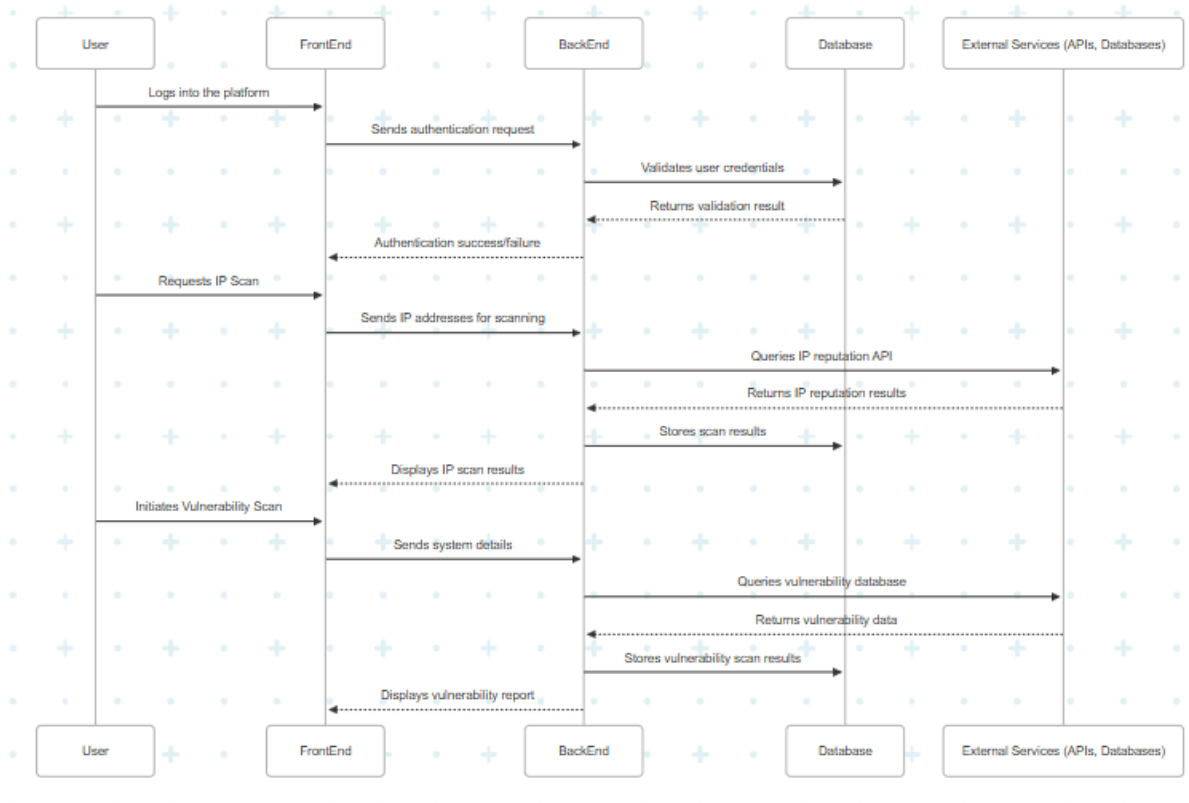 User
FrontEnd
BackEnd
Database
External Services (APIs, Databases)
Logs into the platform
Sends authentication request
Validates user credentials
Returns validation result
Authentication success/failure
Requests IP Scan
Sends IP addresses for scanning
Queries IP reputation API
Returns IP reputation results
Stores scan results
Displays IP scan results
Initiates Vulnerability Scan
Sends system details
Queries vulnerability database
Returns vulnerability data
Stores vulnerability scan results
Displays vulnerability report
User
FrontEnd
BackEnd
Database
External Services (APIs, Databases)